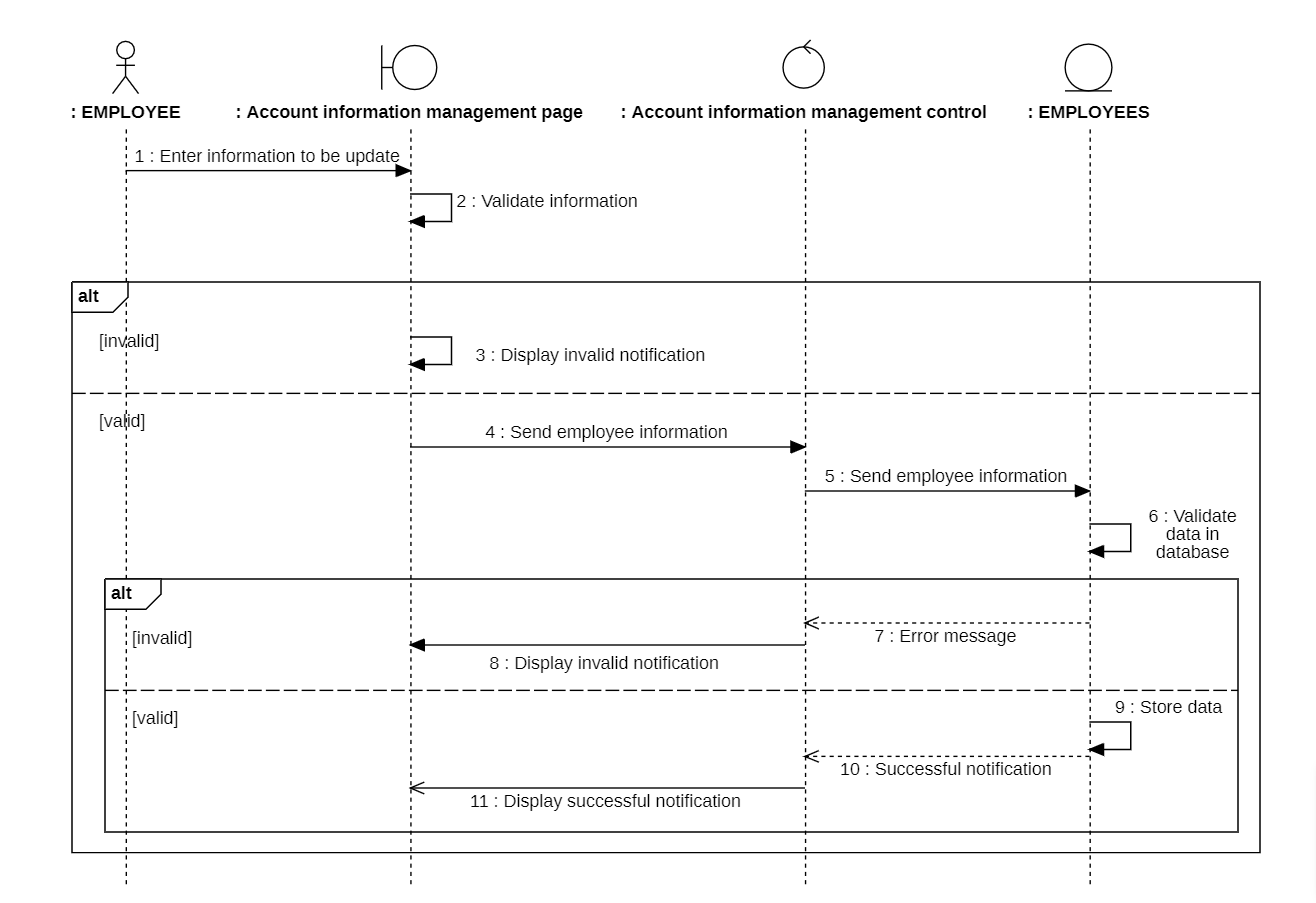 : EMPLOYEE
: Account information management page
: Account information management control
: EMPLOYEES
1 : Enter information to be update
2 : Validate information
alt
[invalid]
3 : Display invalid notification
[valid]
4 : Send employee information
5 : Send employee information
6 : Validate
data in
database
alt
7 : Error message
[invalid]
8 : Display invalid notification
9 : Store data
[valid]
10 : Successful notification
11 : Display successful notification